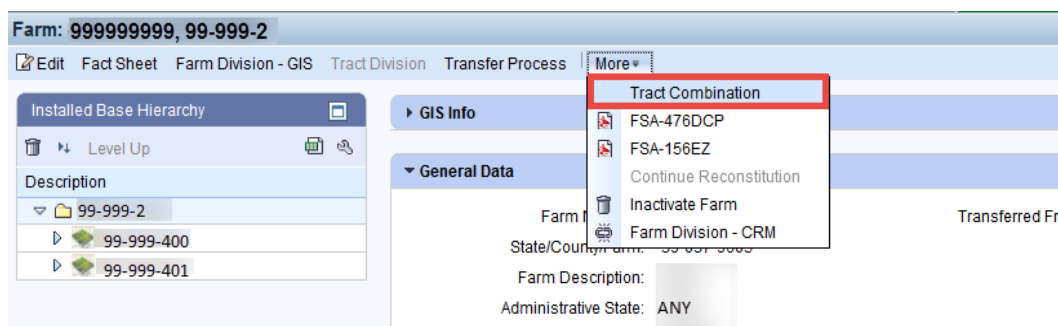 Farm: 999999999, 99-999-2
Edit Fact Sheet Farm Division - GIS Tract Division Transfer Process More
Installed Base Hierarchy
Level Up
Description
99-999-2
99-999-400
99-999-401
GIS Info
General Data
Tract Combination
FSA-476DCP
FSA-156EZ
Continue Reconstitution
Inactivate Farm
Farm Division - CRM
Farm
Transferred Fr
State/County/Farm:
Farm Description:
Administrative State: ANY